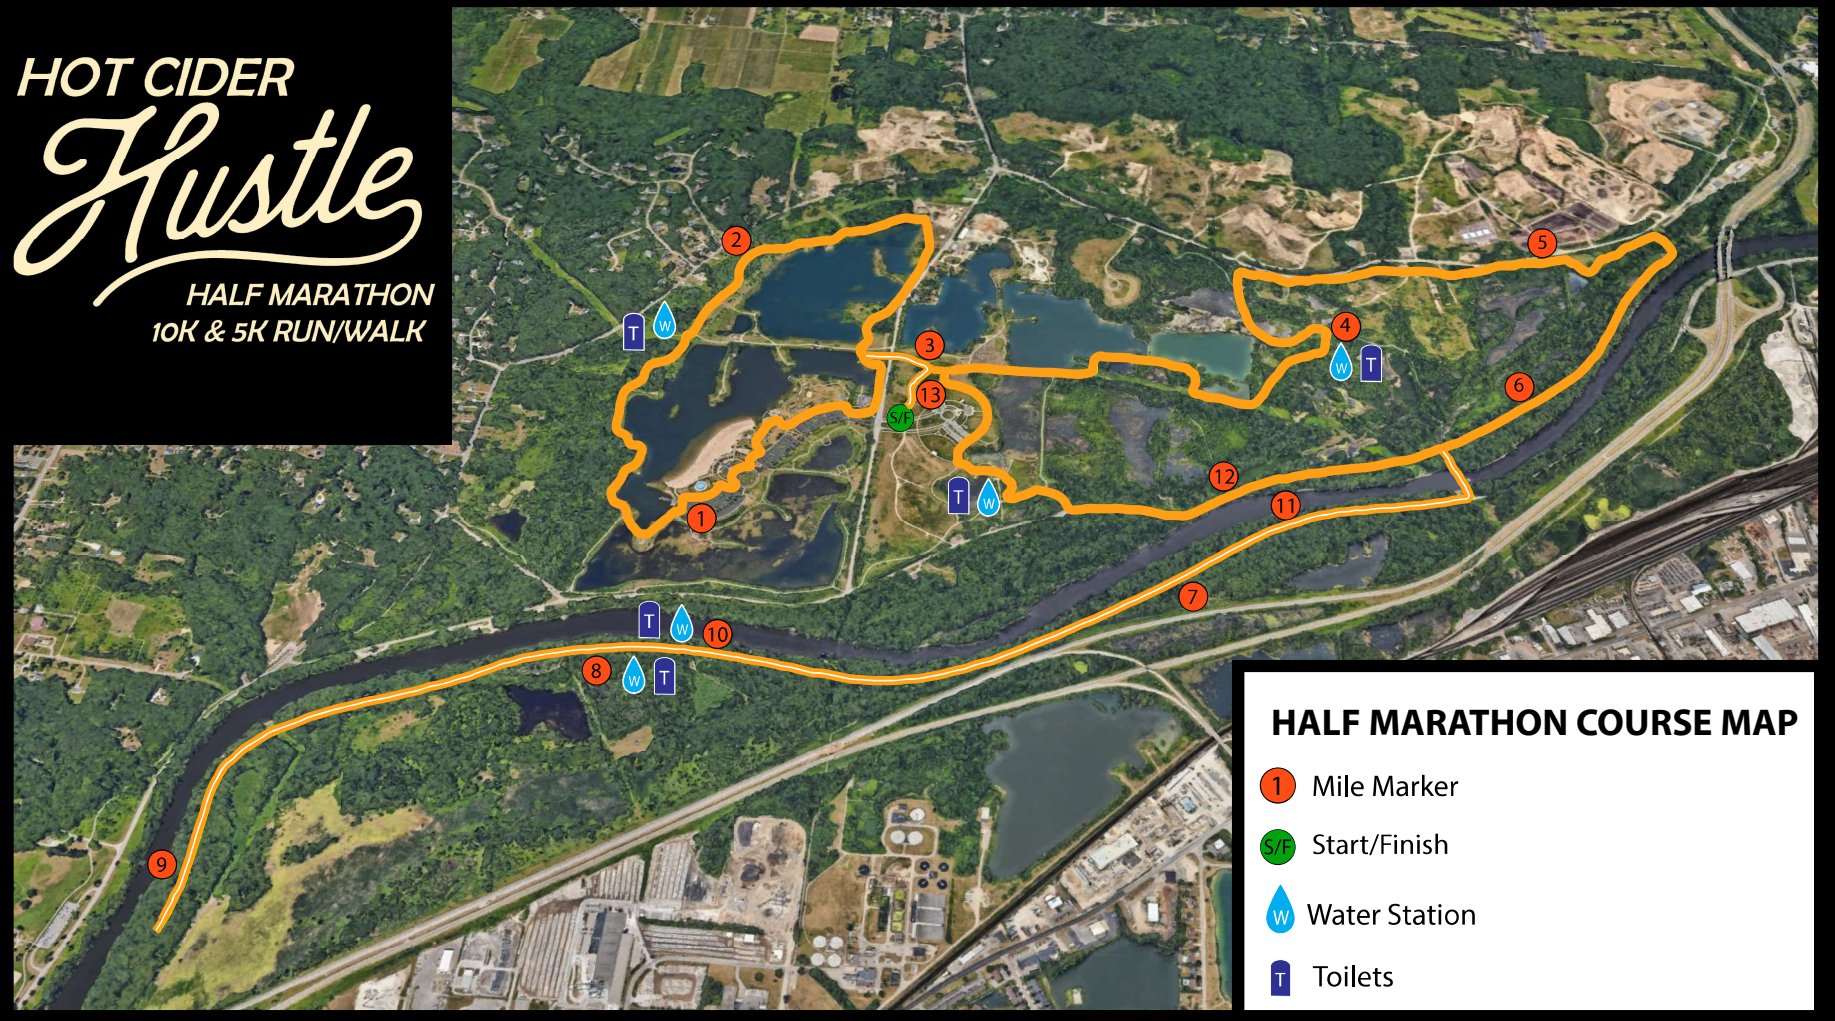 HOT CIDER
Hustle
HALF MARATHON
10K & 5K RUN/WALK
2
T W
3
13
S/F
1
4
W T
5
6
T W
12
11
7
T W 10
8 W T
9
HALF MARATHON COURSE MAP
1 Mile Marker
S/F Start/Finish
W Water Station
T Toilets